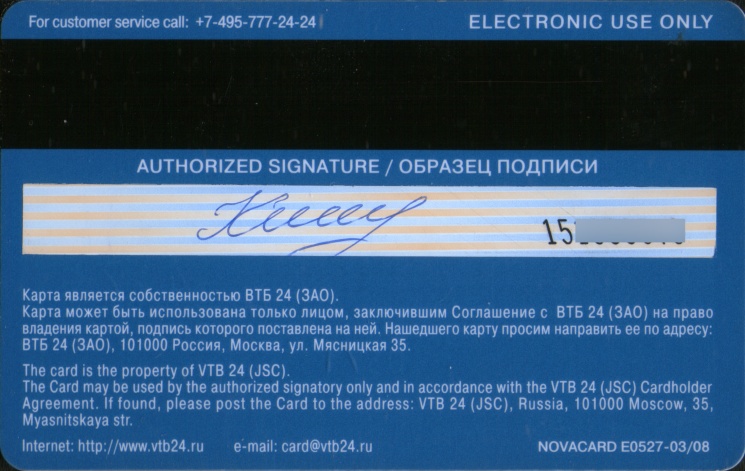 For customer service call: +7-495-777-24-24
ELECTRONIC USE ONLY
AUTHORIZED SIGNATURE / ОБРАЗЕЦ ПОДПИСИ
15
Карта является собственностью ВТБ 24 (ЗАО).
Карта может быть использована только лицом, заключившим Соглашение с ВТБ 24 (ЗАО) на право
владения картой, подпись которого поставлена на ней. Нашедшего карту просим направить ее по адресу:
ВТБ 24 (ЗАО), 101000 Россия, Москва, ул. Мясницкая 35.
The card is the property of VTB 24 (JSC).
The Card may be used by the authorized signatory only and in accordance with the VTB 24 (JSC) Cardholder
Agreement. If found, please post the Card to the address: VTB 24 (JSC), Russia, 101000 Moscow, 35,
Myasnitskaya str.
Internet: http://www.vtb24.ru e-mail: card@vtb24.ru
NOVACARD E0527-03/08